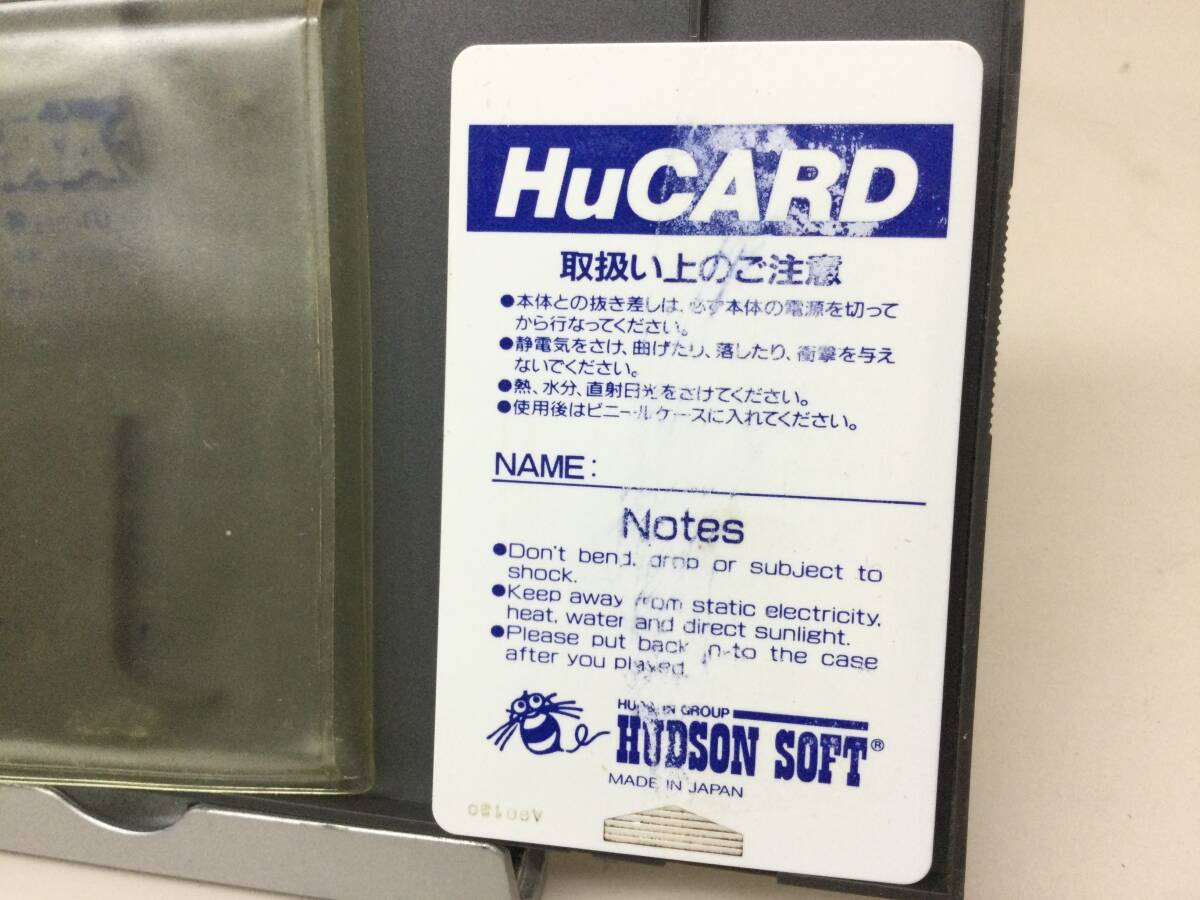 HuCARD
取扱い上のご注意
●本体との抜き差しは、必ず本体の電源を切って
から行なってください。
●静電気をさけ、曲げたり、落したり、衝撃を与え
ないでください。
●熱、水分、直射日光をさけてください。
●使用後はビニールケースに入れてください。
NAME:
Notes
●Don't bend, drop or subject to
shock.
●Keep away from static electricity,
heat, water and direct sunlight.
●Please put back in-to the case
after you played.
HUDSON GROUP
HUDSON SOFT®
MADE IN JAPAN